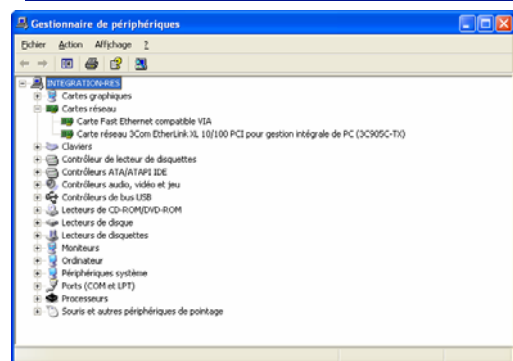 Gestionnaire de périphériques
Fichier Action Affichage ?
INTEGRATION-RES
Cartes graphiques
Cartes réseau
Carte Fast Ethernet compatible VIA
Carte réseau 3Com EtherLink XL 10/100 PCI pour gestion intégrale de PC (3C905C-TX)
Claviers
Contrôleur de lecteur de disquettes
Contrôleurs ATA/ATAPI IDE
Contrôleurs audio, vidéo et jeu
Contrôleurs de bus USB
Lecteurs de CD-ROM/DVD-ROM
Lecteurs de disque
Lecteurs de disquettes
Moniteurs
Ordinateur
Périphériques système
Ports (COM et LPT)
Processeurs
Souris et autres périphériques de pointage